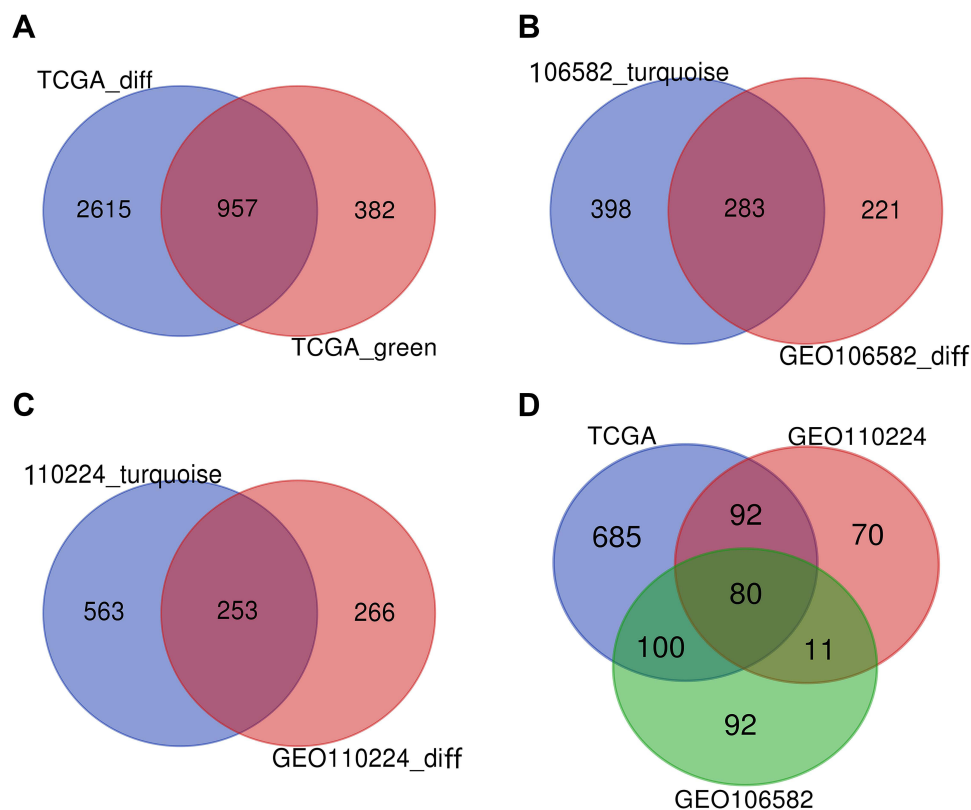 A
TCGA_diff
2615 957 382
TCGA_green
B
106582_turquoise
398 283 221
GEO106582_diff
C
110224_turquoise
563 253 266
GEO110224_diff
D
TCGA
GEO110224
92
685 70
80
100 11
92
GEO106582